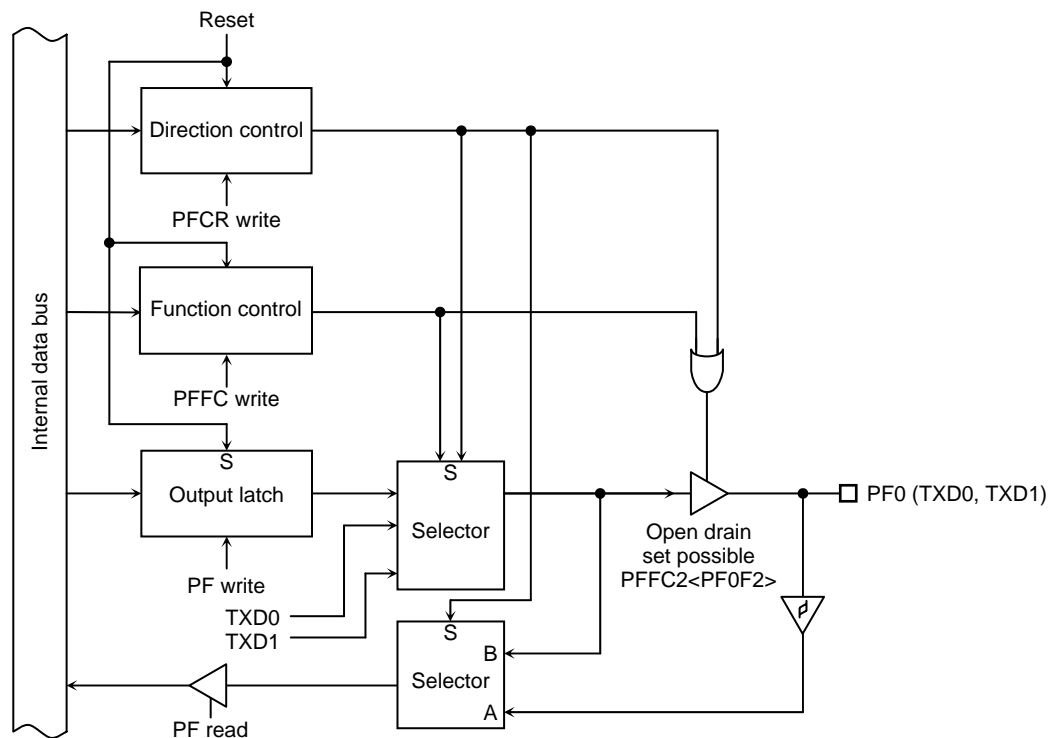 Reset
Internal data bus
Direction control
PFCR write
Function control
PFFC write
S
Output latch
PF write
TXD0
TXD1
S
Selector
S
B
Selector
A
PF read
Open drain
set possible
PFFC2<PF0F2>
PF0 (TXD0, TXD1)